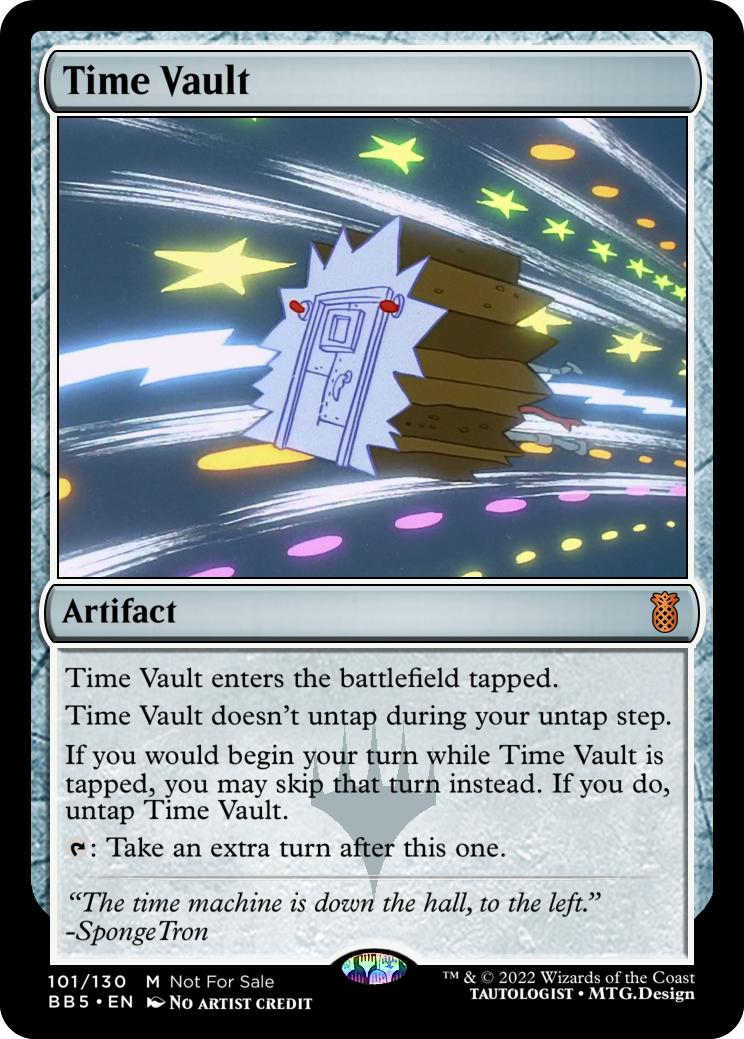 Time Vault
Artifact
Time Vault enters the battlefield tapped.
Time Vault doesn't untap during your untap step.
If you would begin your turn while Time Vault is
tapped, you may skip that turn instead. If you do,
untap Time Vault.
: Take an extra turn after this one.
“The time machine is down the hall, to the left.”
-SpongeTron
101/130 M Not For Sale
BB5 • EN No artist credit
™ & © 2022 Wizards of the Coast
TAUTOLOGIST • MTG.Design